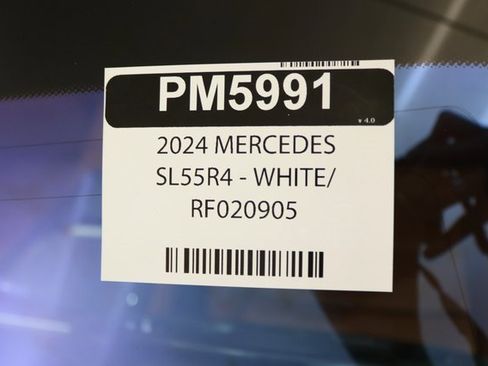 PM5991
v 4.0
2024 MERCEDES
SL55R4 - WHITE/
RF020905